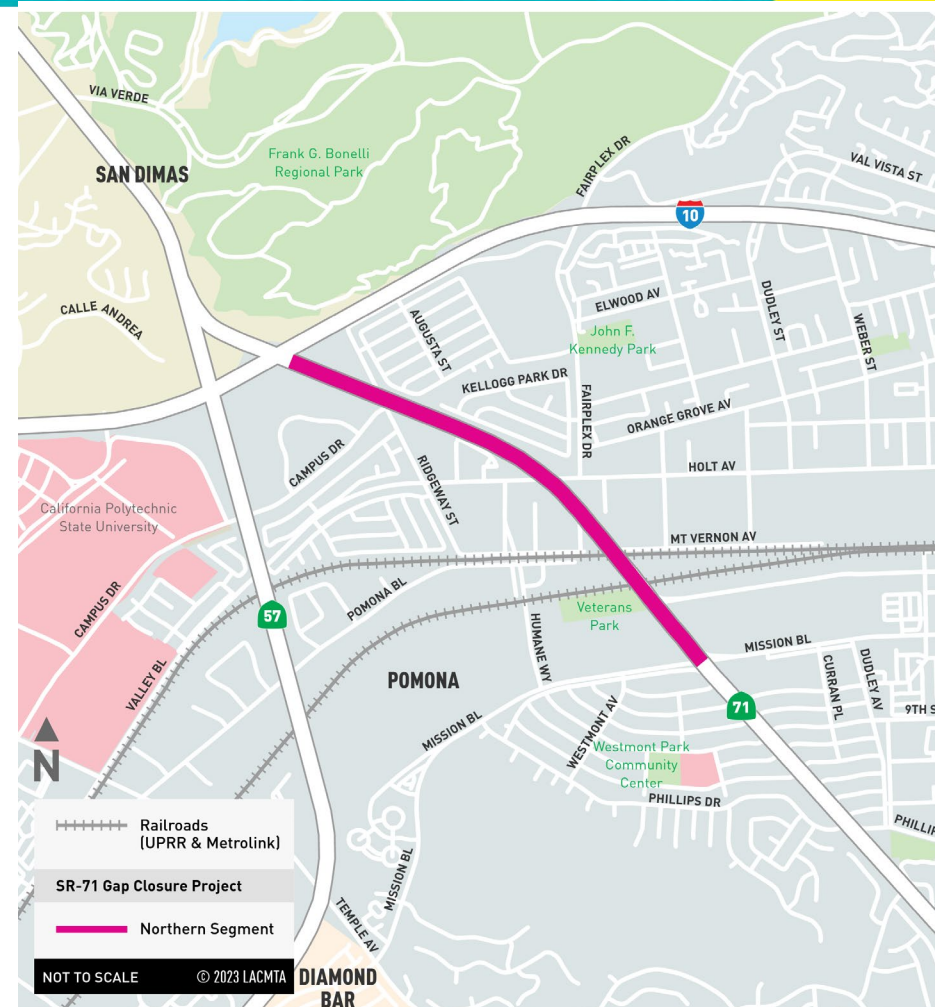 VIA VERDE
SAN DIMAS
Frank G. Bonelli
Regional Park
FAIRPLEX DR
VAL VISTA ST
10
CALLE ANDREA
AUGUSTA ST
ELWOOD AV
DUDLEY ST
WEBER ST
John F.
Kennedy Park
KELLOGG PARK DR
FAIRPLEX DR
ORANGE GROVE AV
CAMPUS DR
RIDGEWAY ST
HOLT AV
California Polytechnic
State University
MT VERNON AV
CAMPUS DR
57
POMONA BL
Veterans
Park
VALLEY BL
HUMANE WY
MISSION BL
POMONA
CURRAN PL
DUDLEY AV
71
9TH S
MISSION BL
WESTMONT AV
Westmont Park
Community
Center
N
PHILLIPS DR
PHILLIP
Railroads
(UPRR & Metrolink)
SR-71 Gap Closure Project
Northern Segment
MISSION BL
TEMPLE AV
NOT TO SCALE
© 2023 LACMTA
DIAMOND
BAR